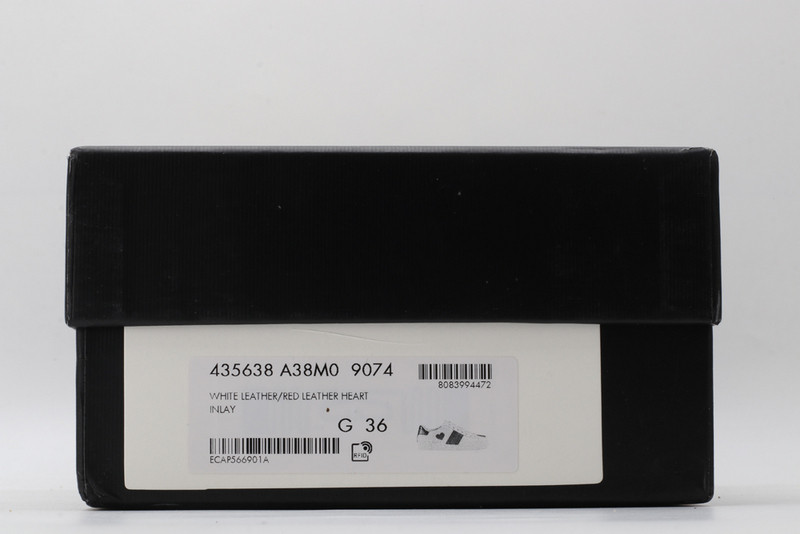 435638 A38M0 9074
8083994472
WHITE LEATHER/RED LEATHER HEART
INLAY
G 36
ECAP566901A
RFID